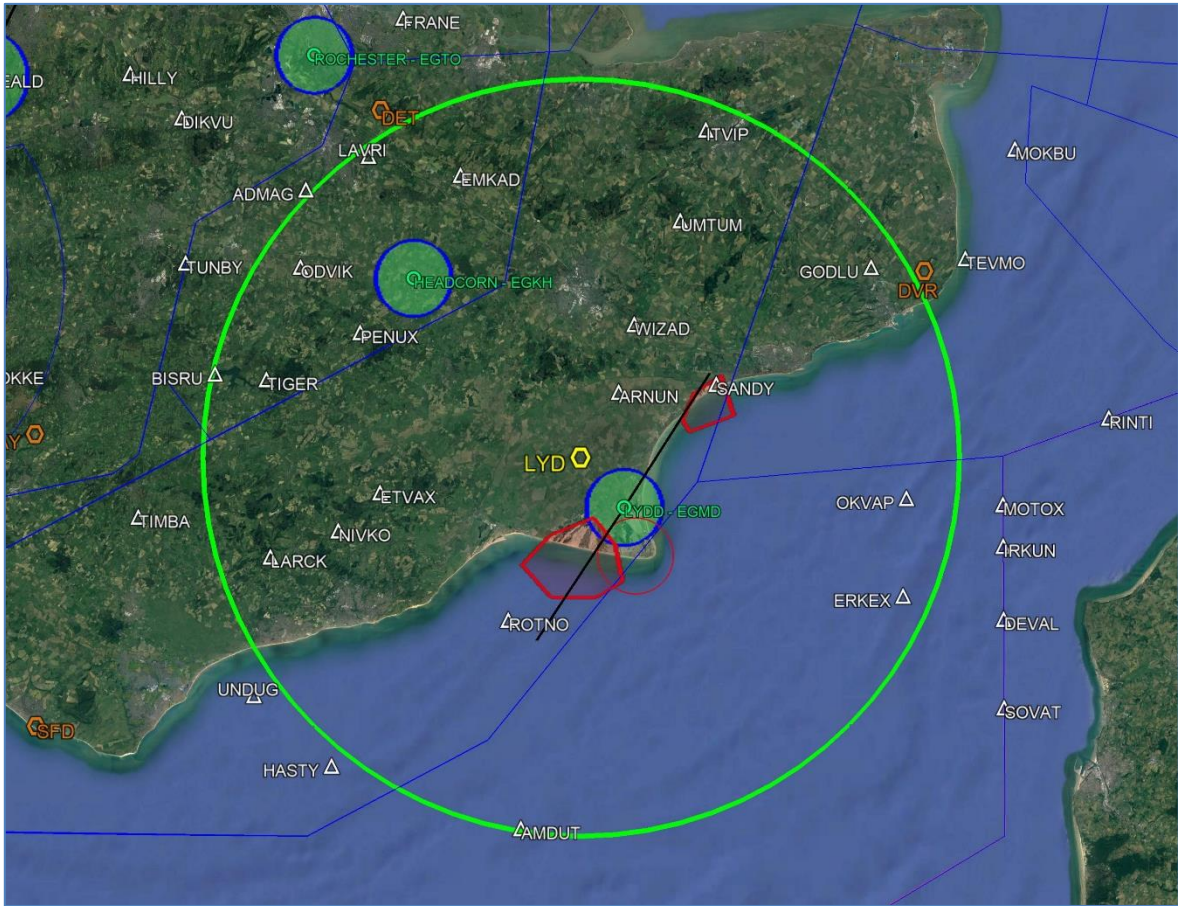 FRANE
ROCHESTER - EGTO
HILLY
EALD
DET
DIKVU
ITVIP
LAVRI
MOKBU
EMKAD
ADMAG
UMTUM
TUNBY
ODVIK
HEADCORN - EGKH
GODLU
TEVMO
DVR
PENUX
WIZAD
OKKE
BISRU
TIGER
ARNUN
SANDY
RINTI
AY
LYD
ETVAX
OKVAP
LYDD - EGMD
MOTOX
TIMBA
NIVKO
LARCK
IRKUN
ERKEX
ROTNO
DEVAL
UNDUG
SOVAT
SFD
HASTY
AMDUT